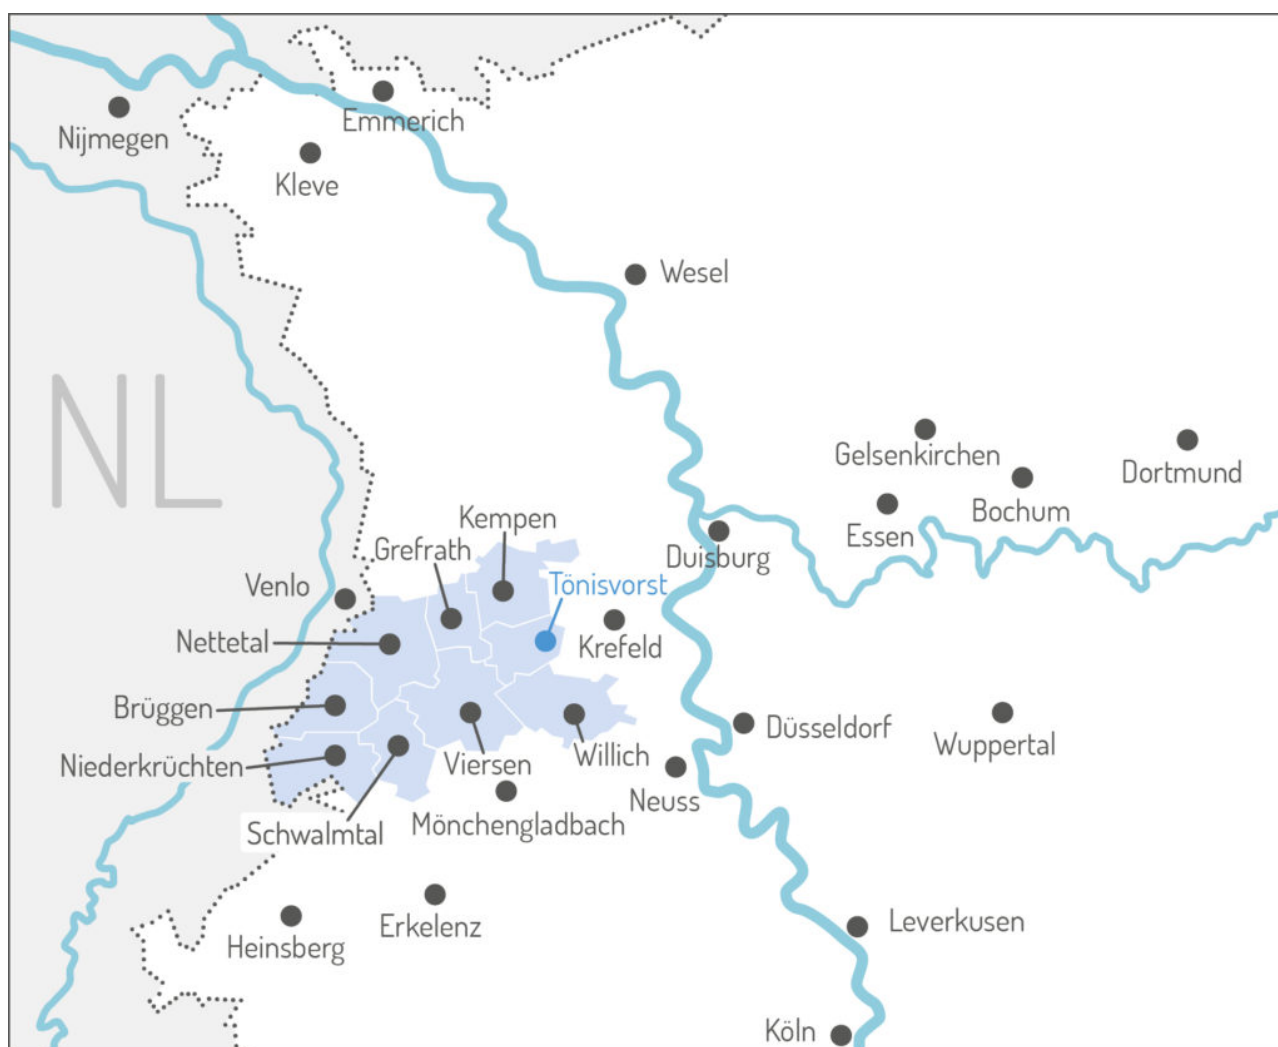 Emmerich
Nijmegen
Kleve
Wesel
NL
Gelsenkirchen
Dortmund
Bochum
Kempen
Essen
Grefrath
Duisburg
Venlo
Tönisvorst
Nettetal
Krefeld
Brüggen
Düsseldorf
Wuppertal
Niederkrüchten
Viersen
Willich
Neuss
Schwalmtal
Mönchengladbach
Erkelenz
Leverkusen
Heinsberg
Köln